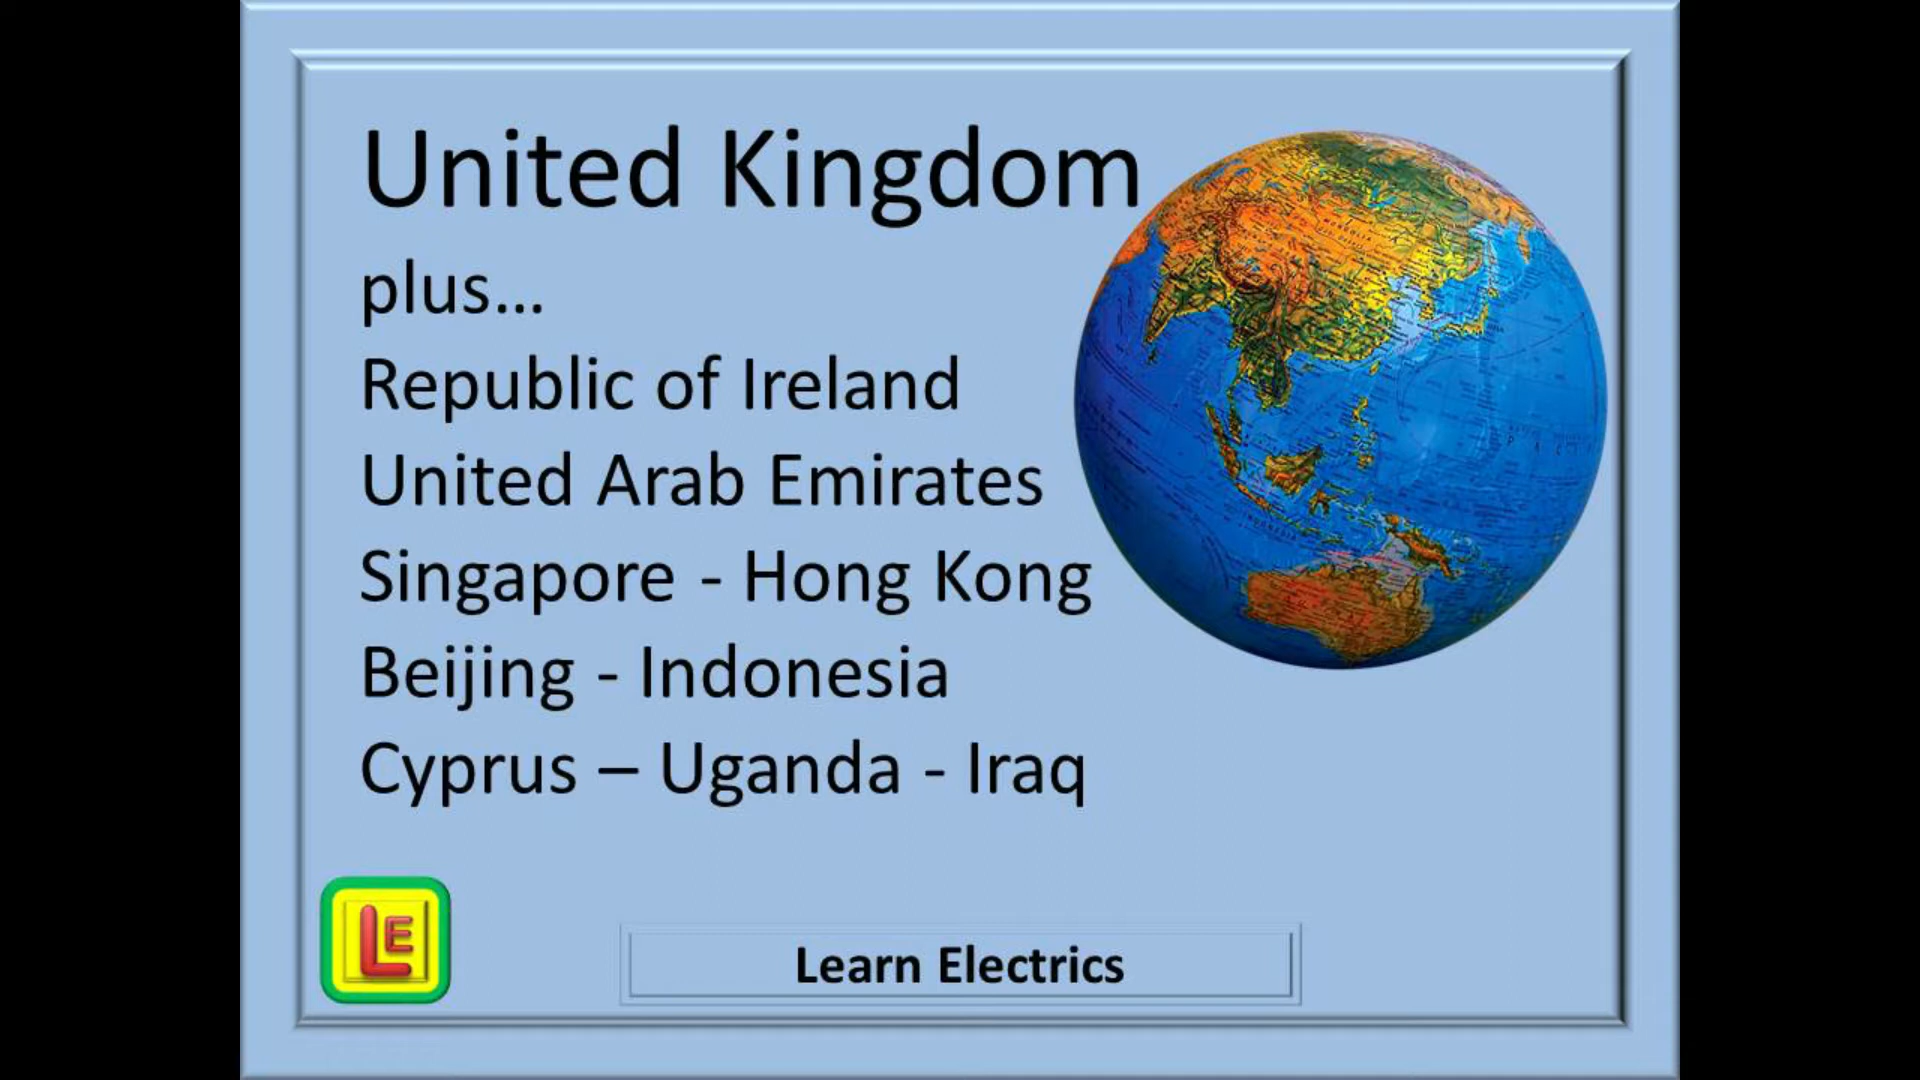 United Kingdom
plus...
Republic of Ireland
United Arab Emirates
Singapore - Hong Kong
Beijing - Indonesia
Cyprus – Uganda - Iraq
LE
Learn Electrics